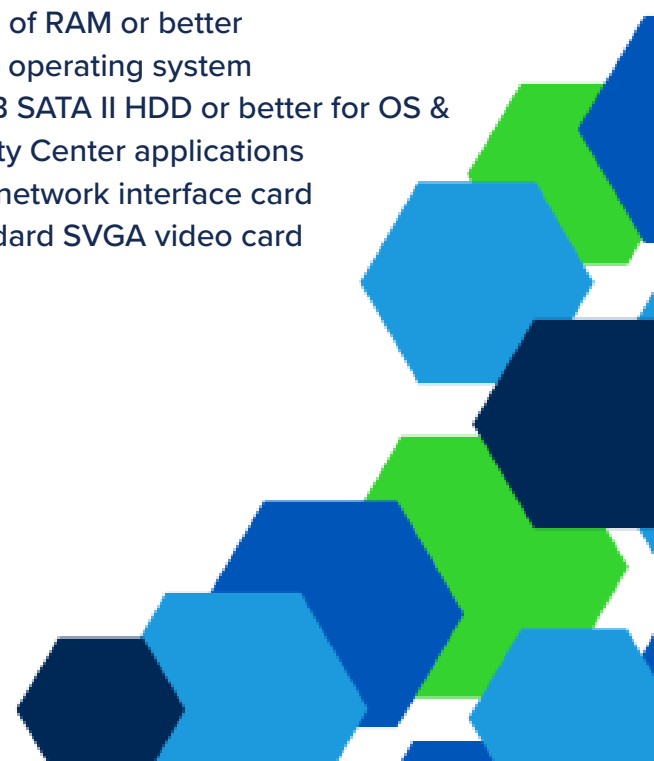 of RAM or better
operating system
SATA II HDD or better for OS &
ty Center applications
network interface card
dard SVGA video card